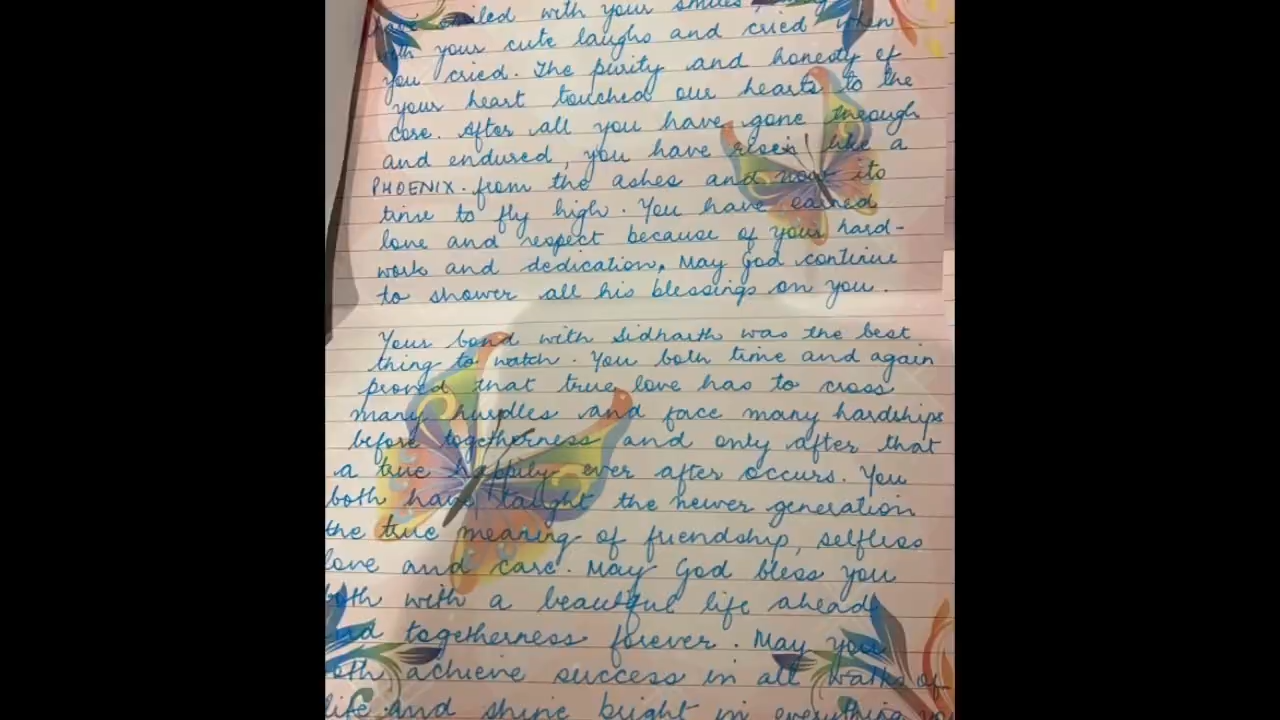 have smiled with your smiles,
with your cute laughs and cried when
you cried. The purity and honesty of
your heart touched our hearts to the
core. After all you have gone through
and endured, you have risen like a
PHOENIX. from the ashes and now its
time to fly high. You have earned
love and respect because of your hard-
work and dedication. May God continue
to shower all his blessings on you.
Your bond with Sidharth was the best
thing to watch. You both time and again
proved that true love has to cross
many hurdles and face many hardships
before togetherness and only after that
a true happily ever after occurs. You
both have taught the newer generation
the true meaning of friendship, selfless
love and care. May God bless you
both with a beautiful life ahead
and togetherness forever. May you
both achieve success in all walks of
life and shine bright in everything you